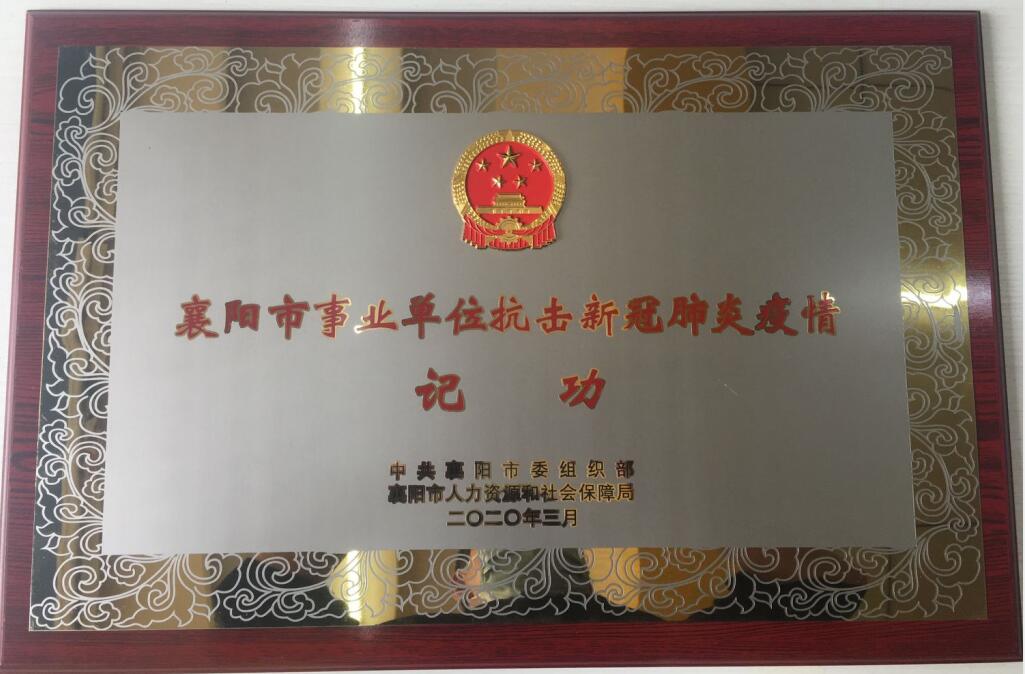 襄阳市事业单位抗击新冠肺炎疫情
记 功
中共襄阳市委组织部
襄阳市人力资源和社会保障局
二〇二〇年三月